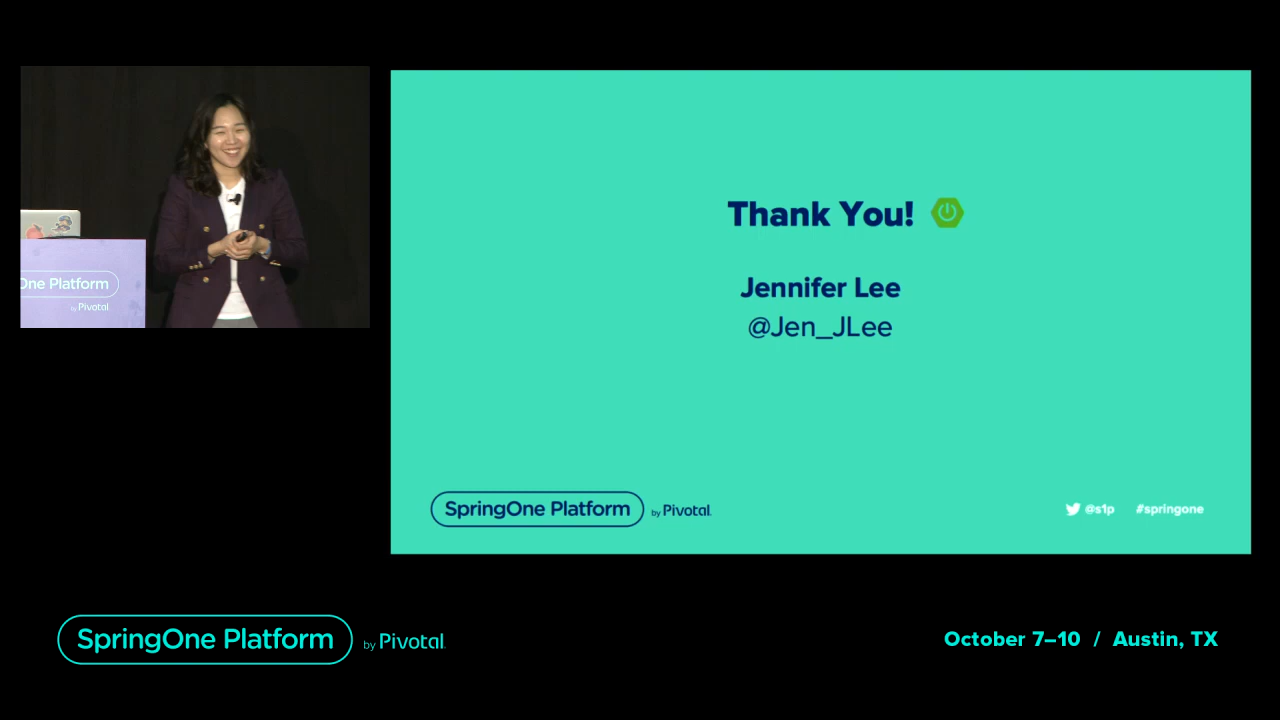 One Platform
by Pivotal
Thank You!
Jennifer Lee
@Jen_JLee
SpringOne Platform by Pivotal.
@s1p #springone
SpringOne Platform by Pivotal.
October 7–10 / Austin, TX